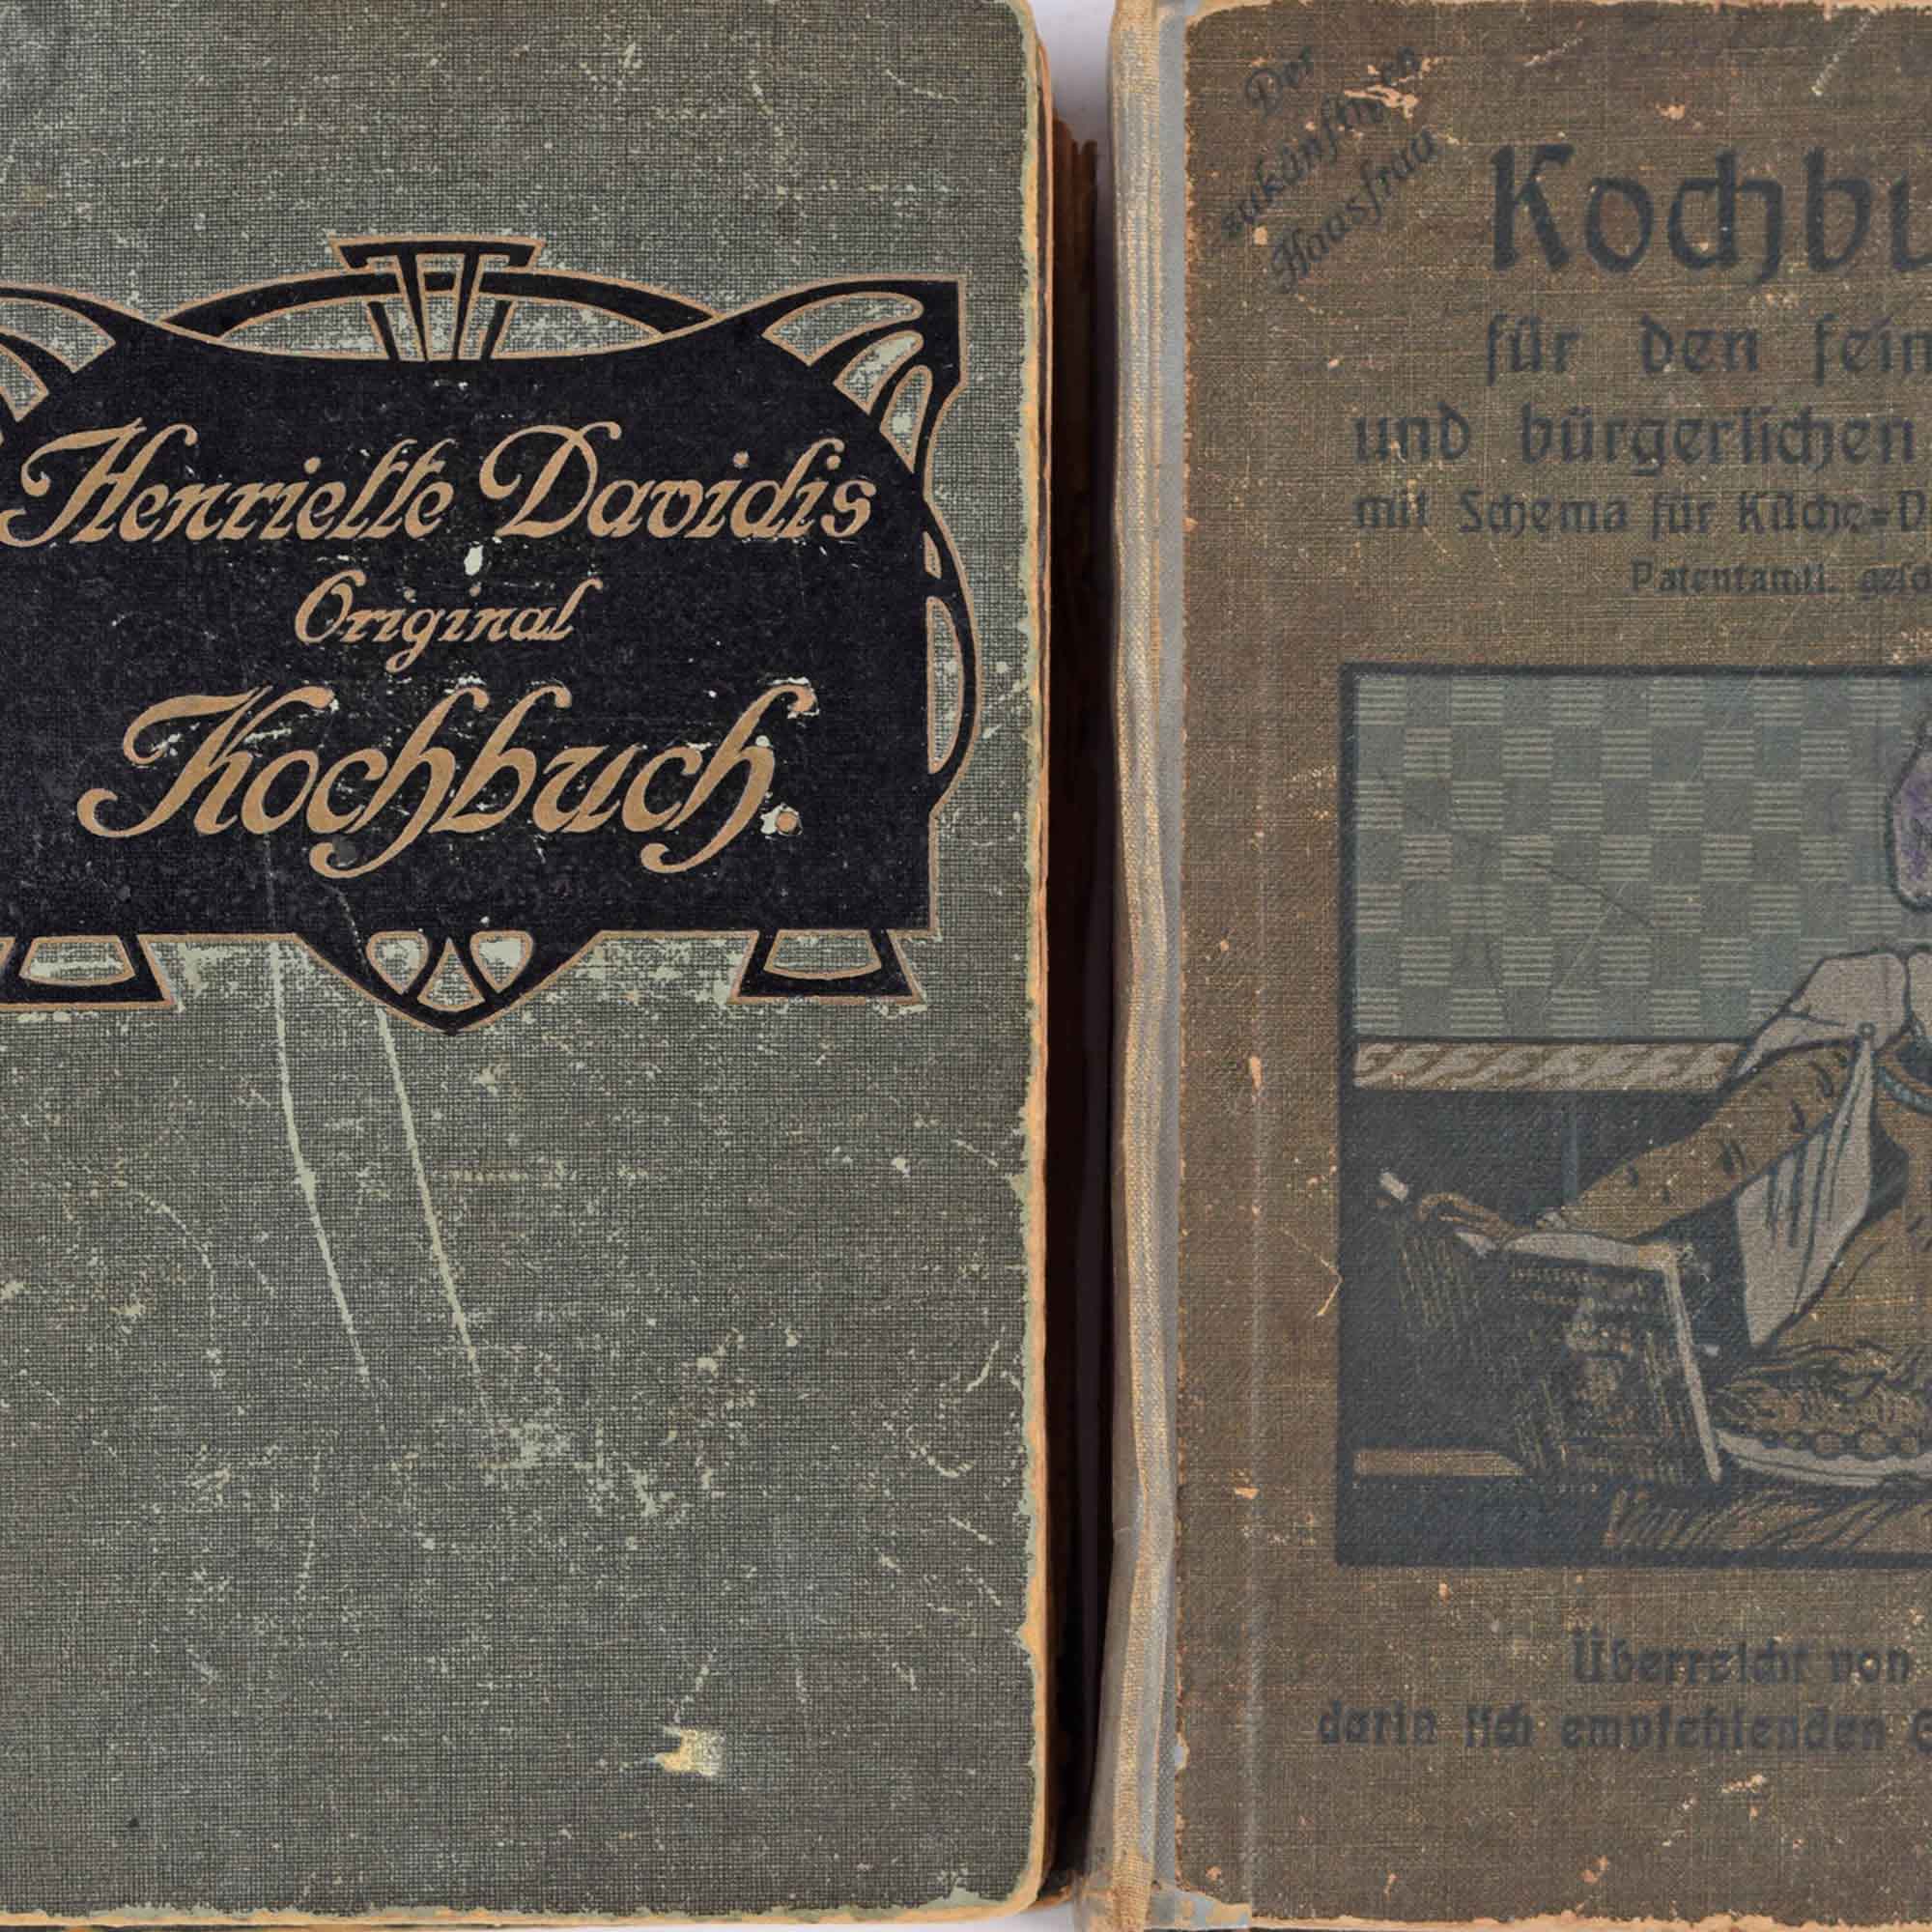 Henriette Davidis
Original
Kochbuch.
Der
zukünftigen
Hausfrau
Kochbu
für den fein
und bürgerlichen
mit Schema für Küche=D
Patentamtl. gesch
Überreicht von
darin sich empfehlenden G